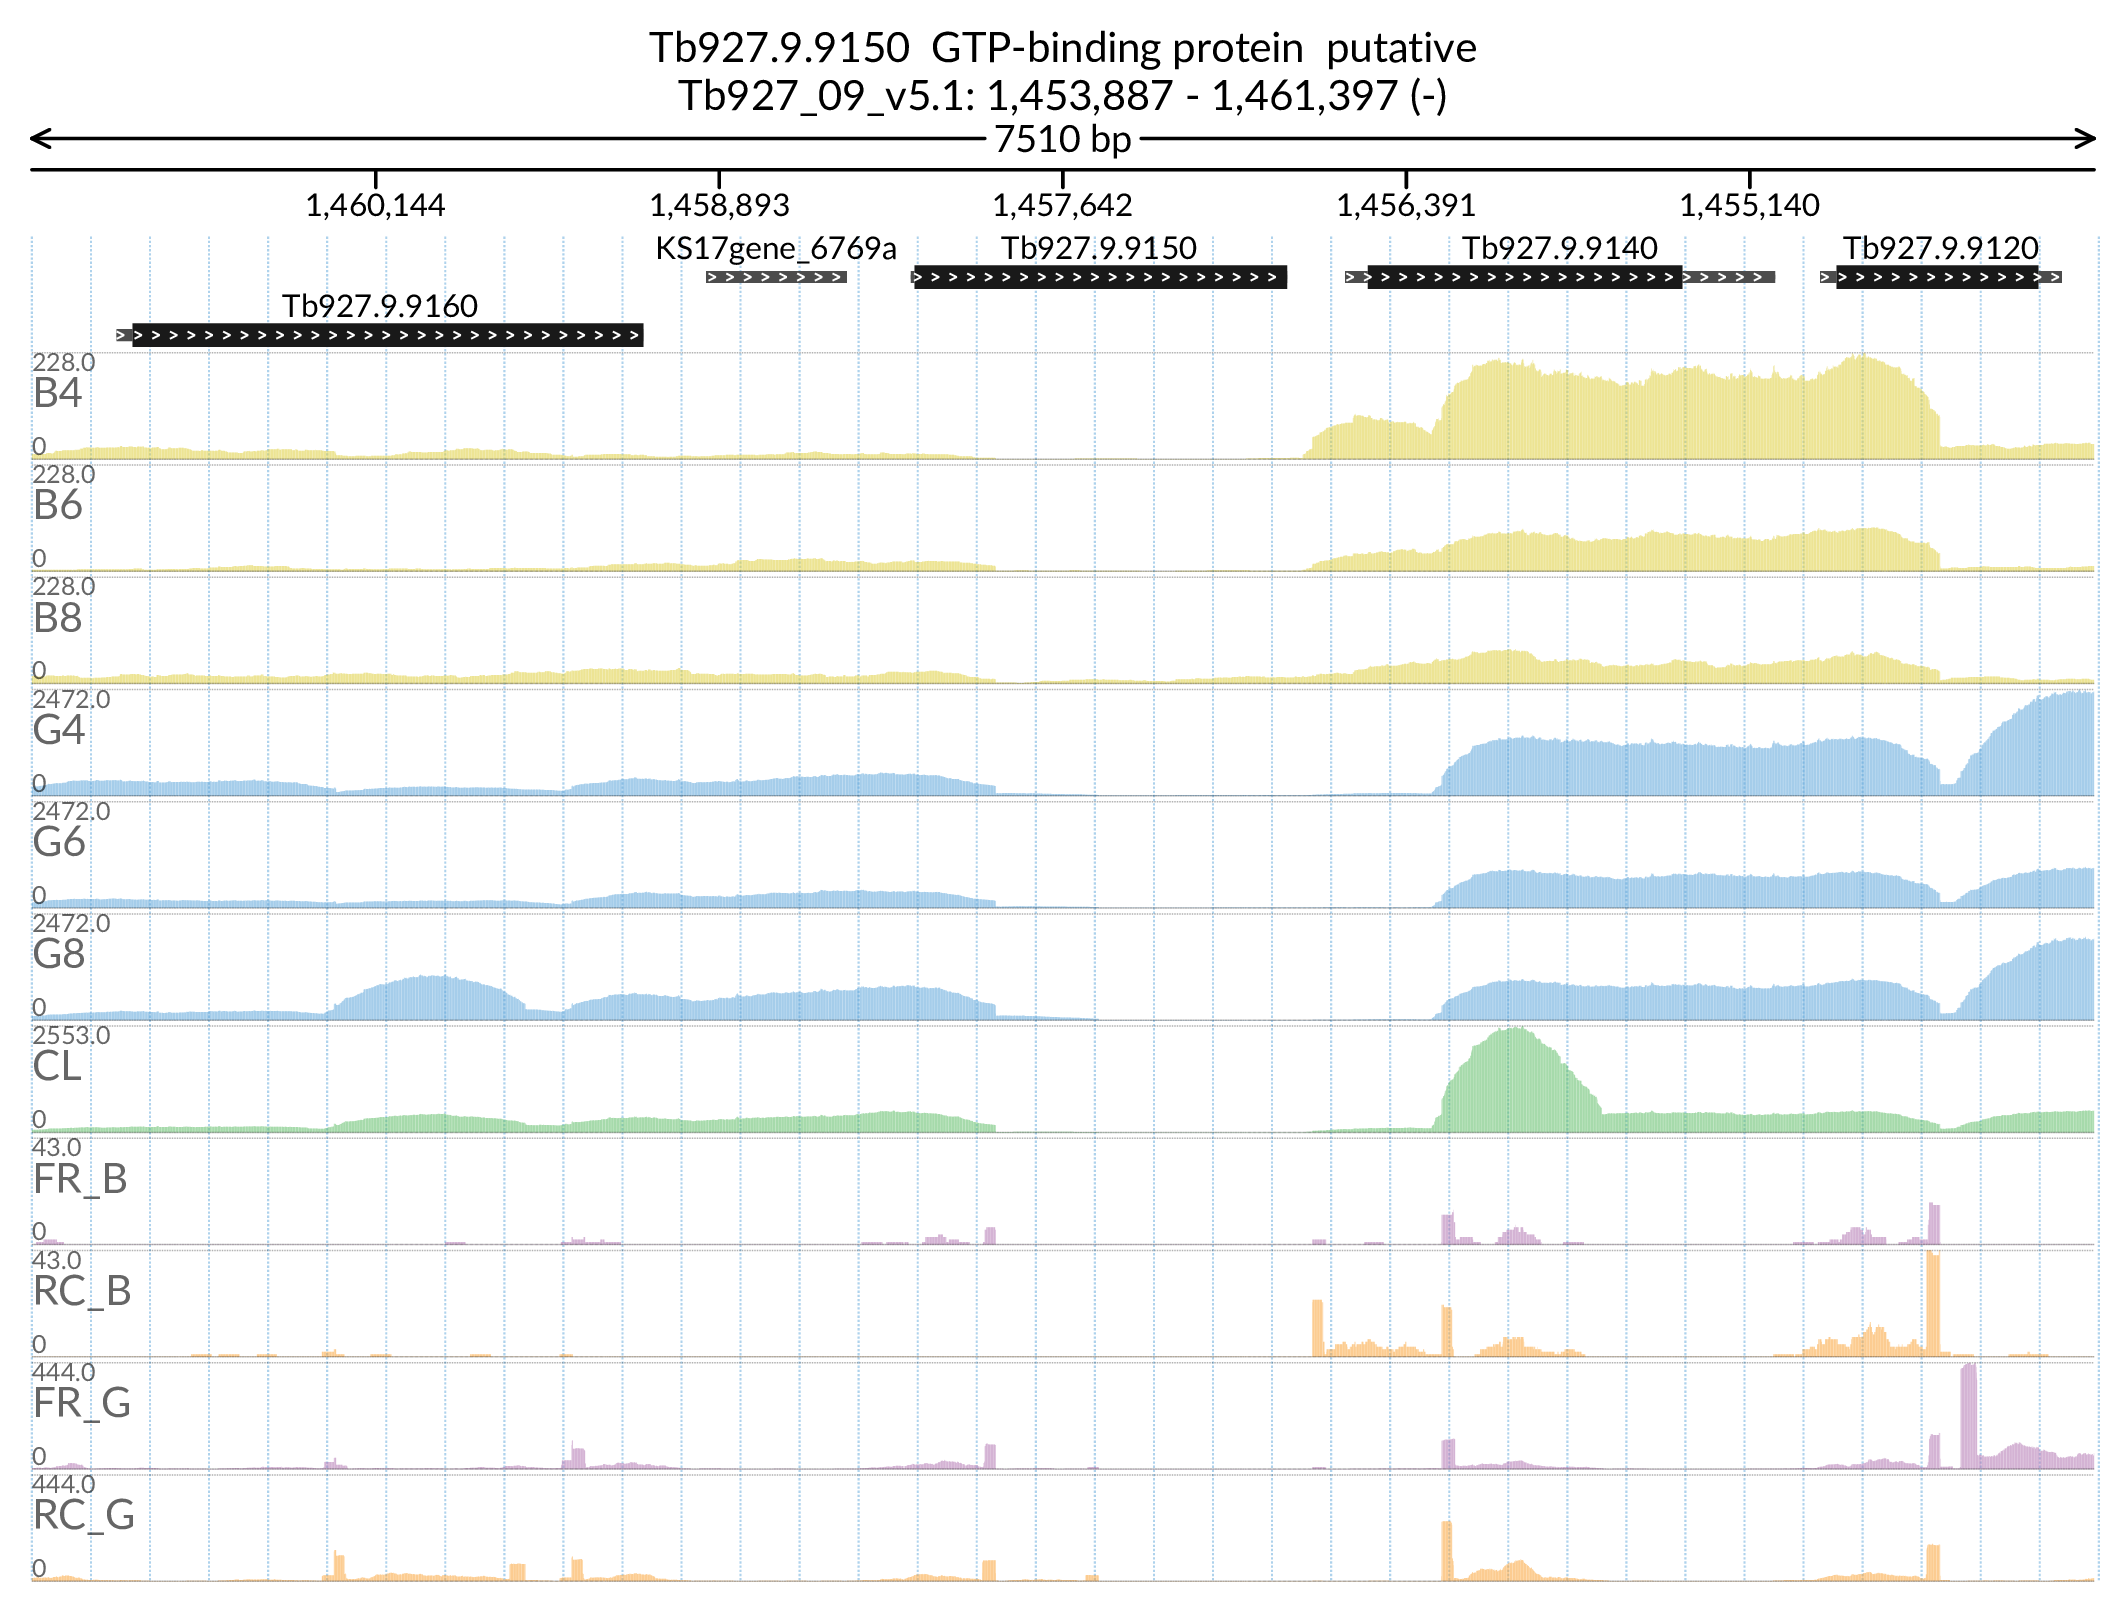 Tb927.9.9150 GTP-binding protein putative
Tb927_09_v5.1: 1,453,887 - 1,461,397 (-)
7510 bp
1,460,144 1,458,893 1,457,642 1,456,391 1,455,140
KS17gene_6769a Tb927.9.9150 Tb927.9.9140 Tb927.9.9120
Tb927.9.9160
228.0
B4
0
228.0
B6
0
228.0
B8
0
2472.0
G4
0
2472.0
G6
0
2472.0
G8
0
2553.0
CL
0
43.0
FR_B
0
43.0
RC_B
0
444.0
FR_G
0
444.0
RC_G
0